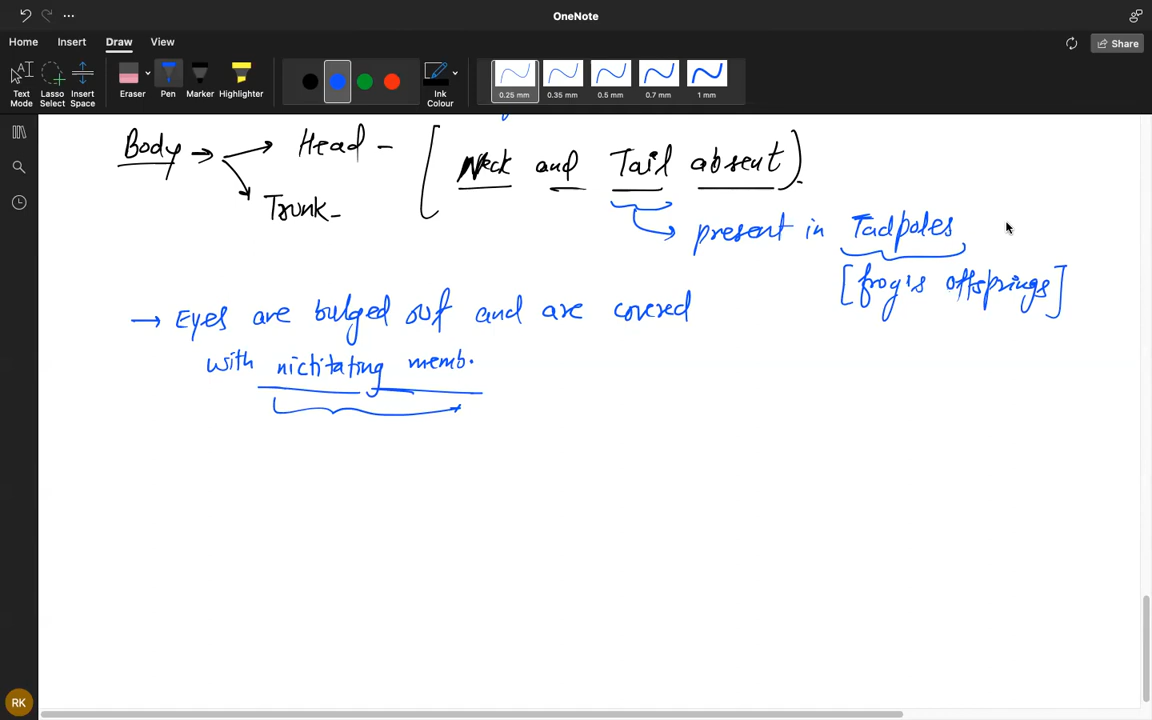 OneNote
Home Insert Draw View
Share
Text Mode
Lasso Select
Insert Space
Eraser
Pen
Marker
Highlighter
Ink Colour
0.25 mm
0.35 mm
0.5 mm
0.7 mm
1 mm
Body → Head - [Neck and Tail absent).
Trunk-
→ present in Tadpoles
[frog's offsprings]
→ Eyes are bulged out and are covered
with nictitating memb.
RK